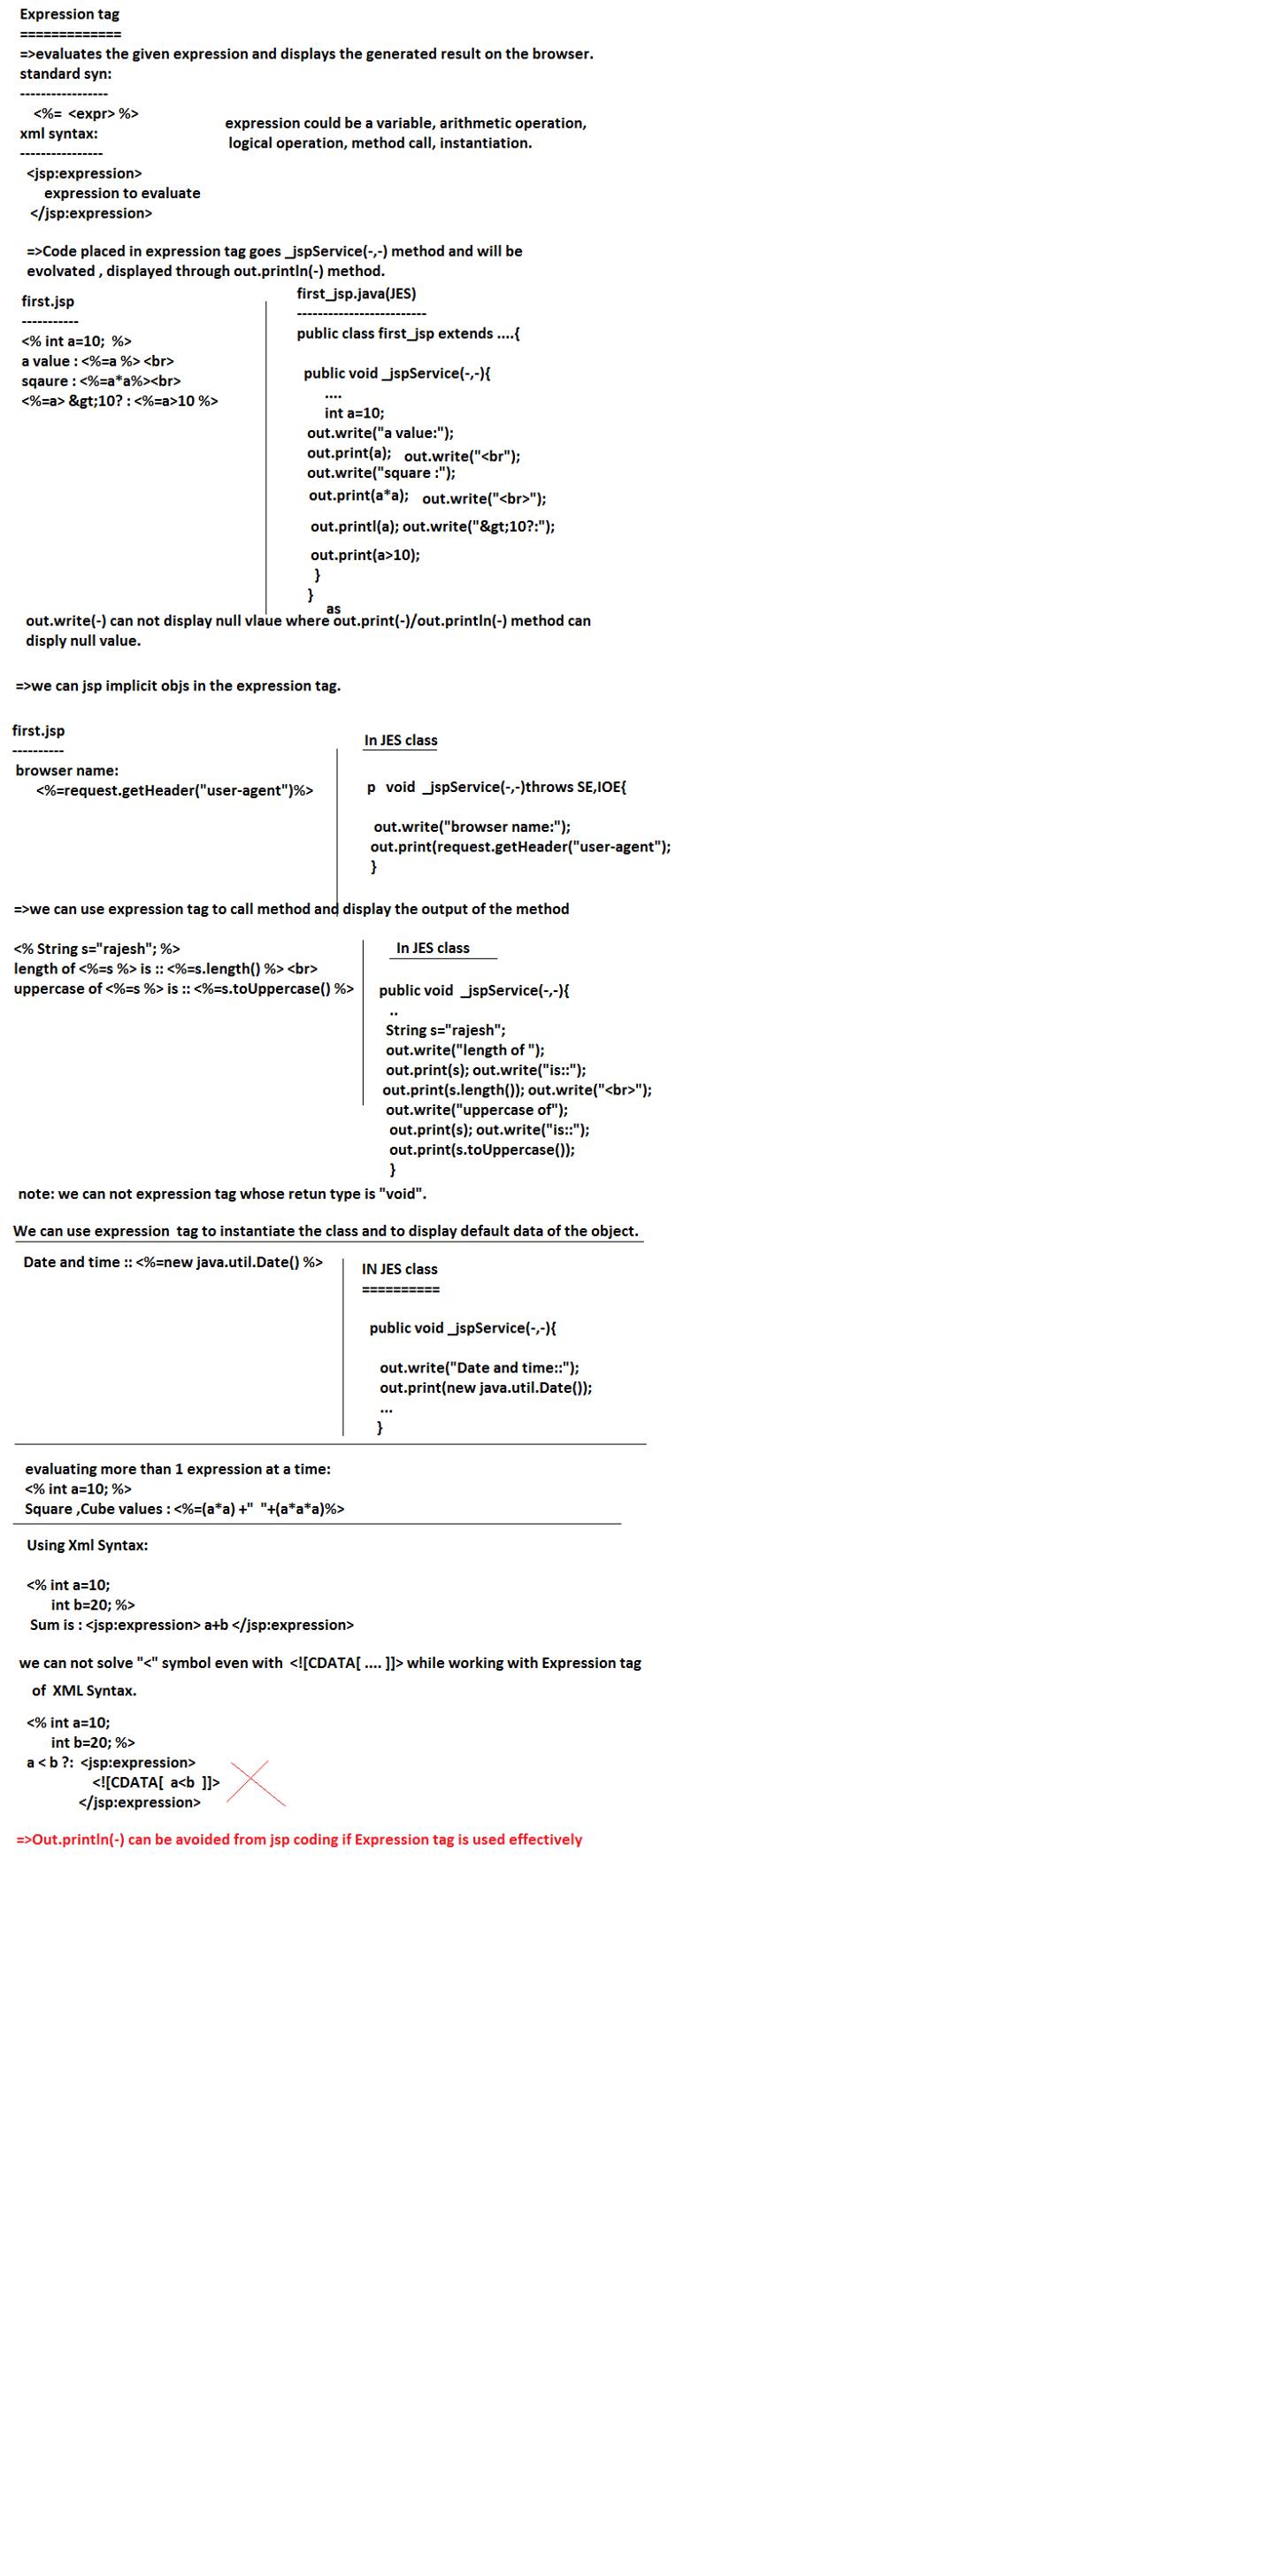 Expression tag
=============
=>evaluates the given expression and displays the generated result on the browser.
standard syn:
-----------------
<%= <expr> %>
expression could be a variable, arithmetic operation,
logical operation, method call, instantiation.
xml syntax:
----------------
<jsp:expression>
expression to evaluate
</jsp:expression>
=>Code placed in expression tag goes _jspService(-,-) method and will be
evolvated , displayed through out.println(-) method.
first.jsp
-----------
<% int a=10; %>
a value : <%=a %> <br>
sqaure : <%=a*a%><br>
<%=a> &gt;10? : <%=a>10 %>
first_jsp.java(JES)
-------------------------
public class first_jsp extends ....{
public void _jspService(-,-){
....
int a=10;
out.write("a value:");
out.print(a); out.write("<br");
out.write("square :");
out.print(a*a); out.write("<br>");
out.printl(a); out.write("&gt;10?:");
out.print(a>10);
}
}
as
out.write(-) can not display null vlaue where out.print(-)/out.println(-) method can
disply null value.
=>we can jsp implicit objs in the expression tag.
first.jsp
----------
browser name:
<%=request.getHeader("user-agent")%>
In JES class
p void _jspService(-,-)throws SE,IOE{
out.write("browser name:");
out.print(request.getHeader("user-agent");
}
=>we can use expression tag to call method and display the output of the method
<% String s="rajesh"; %>
length of <%=s %> is :: <%=s.length() %> <br>
uppercase of <%=s %> is :: <%=s.toUppercase() %>
In JES class
public void _jspService(-,-){
..
String s="rajesh";
out.write("length of ");
out.print(s); out.write("is::");
out.print(s.length()); out.write("<br>");
out.write("uppercase of");
out.print(s); out.write("is::");
out.print(s.toUppercase());
}
note: we can not expression tag whose retun type is "void".
We can use expression tag to instantiate the class and to display default data of the object.
Date and time :: <%=new java.util.Date() %>
IN JES class
==========
public void _jspService(-,-){
out.write("Date and time::");
out.print(new java.util.Date());
...
}
evaluating more than 1 expression at a time:
<% int a=10; %>
Square ,Cube values : <%=(a*a) +"  "+(a*a*a)%>
Using Xml Syntax:
<% int a=10;
int b=20; %>
Sum is : <jsp:expression> a+b </jsp:expression>
we can not solve "<" symbol even with <![CDATA[ .... ]]> while working with Expression tag
of XML Syntax.
<% int a=10;
int b=20; %>
a < b ?: <jsp:expression>
<![CDATA[ a<b ]]>
</jsp:expression>
=>Out.println(-) can be avoided from jsp coding if Expression tag is used effectively